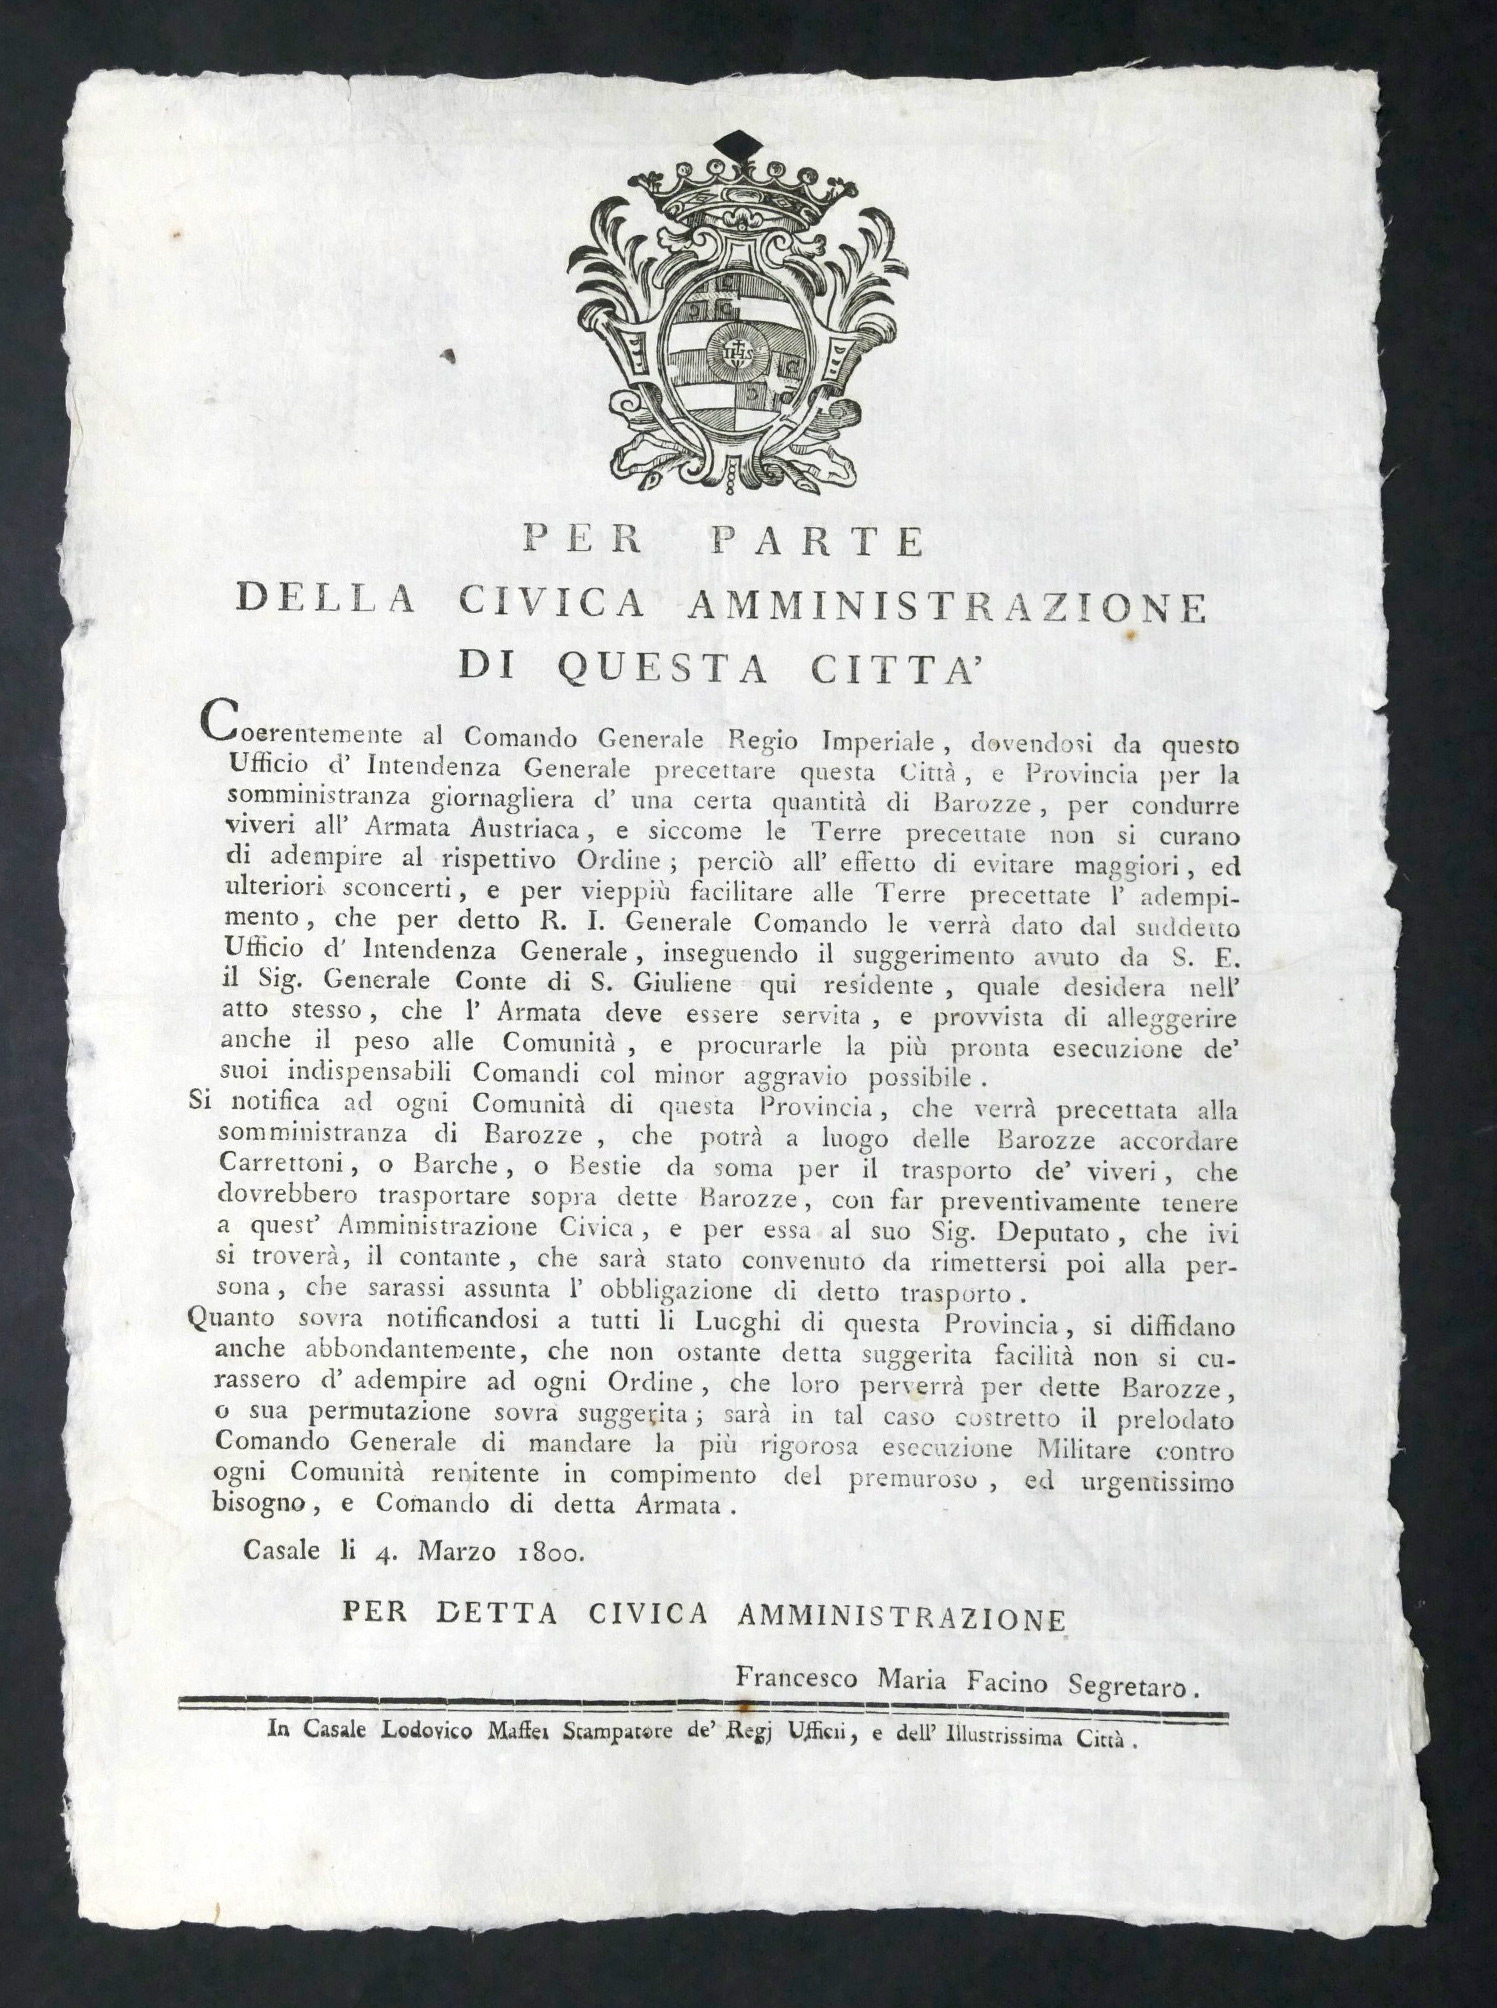 IHS
PER PARTE
DELLA CIVICA AMMINISTRAZIONE
DI QUESTA CITTA'
Coerentemente al Comando Generale Regio Imperiale, dovendosi da questo
Ufficio d' Intendenza Generale precettare questa Città, e Provincia per la
somministranza giornagliera d' una certa quantità di Barozze, per condurre
viveri all' Armata Austriaca, e siccome le Terre precettate non si curano
di adempire al rispettivo Ordine; perciò all' effetto di evitare maggiori, ed
ulteriori sconcerti, e per vieppiù facilitare alle Terre precettate l' adempi-
mento, che per detto R. I. Generale Comando le verrà dato dal suddetto
Ufficio d' Intendenza Generale, inseguendo il suggerimento avuto da S. E.
il Sig. Generale Conte di S. Giuliene qui residente, quale desidera nell'
atto stesso, che l' Armata deve essere servita, e provvista di alleggerire
anche il peso alle Comunità, e procurarle la più pronta esecuzione de'
suoi indispensabili Comandi col minor aggravio possibile.
Si notifica ad ogni Comunità di questa Provincia, che verrà precettata alla
somministranza di Barozze, che potrà a luogo delle Barozze accordare
Carrettoni, o Barche, o Bestie da soma per il trasporto de' viveri, che
dovrebbero trasportare sopra dette Barozze, con far preventivamente tenere
a quest' Amministrazione Civica, e per essa al suo Sig. Deputato, che ivi
si troverà, il contante, che sarà stato convenuto da rimettersi poi alla per-
sona, che sarassi assunta l' obbligazione di detto trasporto.
Quanto sovra notificandosi a tutti li Luoghi di questa Provincia, si diffidano
anche abbondantemente, che non ostante detta suggerita facilità non si cu-
rassero d' adempire ad ogni Ordine, che loro perverrà per dette Barozze,
o sua permutazione sovra suggerita; sarà in tal caso costretto il prelodato
Comando Generale di mandare la più rigorosa esecuzione Militare contro
ogni Comunità renitente in compimento del premuroso, ed urgentissimo
bisogno, e Comando di detta Armata.
Casale li 4. Marzo 1800.
PER DETTA CIVICA AMMINISTRAZIONE
Francesco Maria Facino Segretaro.
In Casale Lodovico Maffei Stampatore de' Regj Ufficii, e dell' Illustrissima Città.